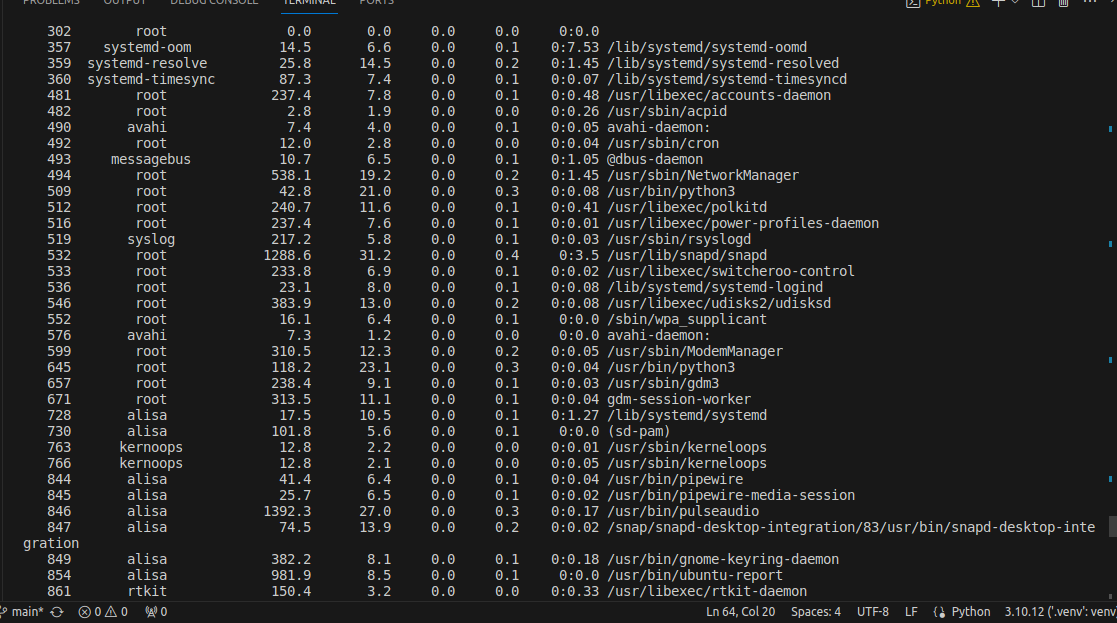 PROBLEMS OUTPUT DEBUG CONSOLE TERMINAL PORTS Python
302 root 0.0 0.0 0.0 0.0 0:0.0
357 systemd-oom 14.5 6.6 0.0 0.1 0:7.53 /lib/systemd/systemd-oomd
359 systemd-resolve 25.8 14.5 0.0 0.2 0:1.45 /lib/systemd/systemd-resolved
360 systemd-timesync 87.3 7.4 0.0 0.1 0:0.07 /lib/systemd/systemd-timesyncd
481 root 237.4 7.8 0.0 0.1 0:0.48 /usr/libexec/accounts-daemon
482 root 2.8 1.9 0.0 0.0 0:0.26 /usr/sbin/acpid
490 avahi 7.4 4.0 0.0 0.1 0:0.05 avahi-daemon:
492 root 12.0 2.8 0.0 0.0 0:0.04 /usr/sbin/cron
493 messagebus 10.7 6.5 0.0 0.1 0:1.05 @dbus-daemon
494 root 538.1 19.2 0.0 0.2 0:1.45 /usr/sbin/NetworkManager
509 root 42.8 21.0 0.0 0.3 0:0.08 /usr/bin/python3
512 root 240.7 11.6 0.0 0.1 0:0.41 /usr/libexec/polkitd
516 root 237.4 7.6 0.0 0.1 0:0.01 /usr/libexec/power-profiles-daemon
519 syslog 217.2 5.8 0.0 0.1 0:0.03 /usr/sbin/rsyslogd
532 root 1288.6 31.2 0.0 0.4 0:3.5 /usr/lib/snapd/snapd
533 root 233.8 6.9 0.0 0.1 0:0.02 /usr/libexec/switcheroo-control
536 root 23.1 8.0 0.0 0.1 0:0.08 /lib/systemd/systemd-logind
546 root 383.9 13.0 0.0 0.2 0:0.08 /usr/libexec/udisks2/udisksd
552 root 16.1 6.4 0.0 0.1 0:0.0 /sbin/wpa_supplicant
576 avahi 7.3 1.2 0.0 0.0 0:0.0 avahi-daemon:
599 root 310.5 12.3 0.0 0.2 0:0.05 /usr/sbin/ModemManager
645 root 118.2 23.1 0.0 0.3 0:0.04 /usr/bin/python3
657 root 238.4 9.1 0.0 0.1 0:0.03 /usr/sbin/gdm3
671 root 313.5 11.1 0.0 0.1 0:0.04 gdm-session-worker
728 alisa 17.5 10.5 0.0 0.1 0:1.27 /lib/systemd/systemd
730 alisa 101.8 5.6 0.0 0.1 0:0.0 (sd-pam)
763 kernoops 12.8 2.2 0.0 0.0 0:0.01 /usr/sbin/kerneloops
766 kernoops 12.8 2.1 0.0 0.0 0:0.05 /usr/sbin/kerneloops
844 alisa 41.4 6.4 0.0 0.1 0:0.04 /usr/bin/pipewire
845 alisa 25.7 6.5 0.0 0.1 0:0.02 /usr/bin/pipewire-media-session
846 alisa 1392.3 27.0 0.0 0.3 0:0.17 /usr/bin/pulseaudio
847 alisa 74.5 13.9 0.0 0.2 0:0.02 /snap/snapd-desktop-integration/83/usr/bin/snapd-desktop-inte
gration
849 alisa 382.2 8.1 0.0 0.1 0:0.18 /usr/bin/gnome-keyring-daemon
854 alisa 981.9 8.5 0.0 0.1 0:0.0 /usr/bin/ubuntu-report
861 rtkit 150.4 3.2 0.0 0.0 0:0.33 /usr/libexec/rtkit-daemon
main* 0 0 0 Ln 64, Col 20 Spaces: 4 UTF-8 LF Python 3.10.12 ('.venv': venv